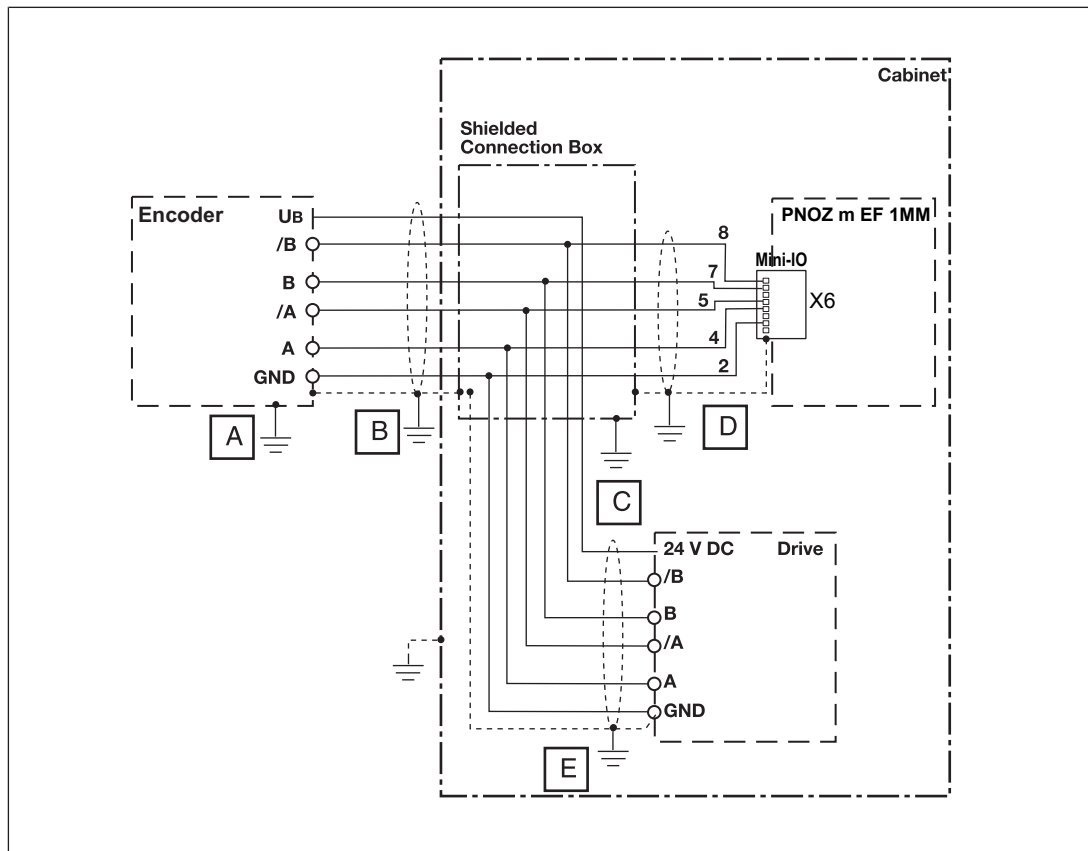 Cabinet
Shielded
Connection Box
Encoder
UB
/B
B
/A
A
GND
PNOZ m EF 1MM
Mini-IO
X6
8
7
5
4
2
A
B
C
D
24 V DC
Drive
/B
B
/A
A
GND
E